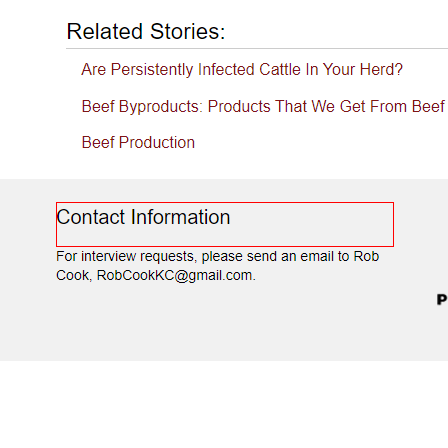 Related Stories:
Are Persistently Infected Cattle In Your Herd?
Beef Byproducts: Products That We Get From Beef
Beef Production
Contact Information
For interview requests, please send an email to Rob
Cook, RobCookKC@gmail.com.
P